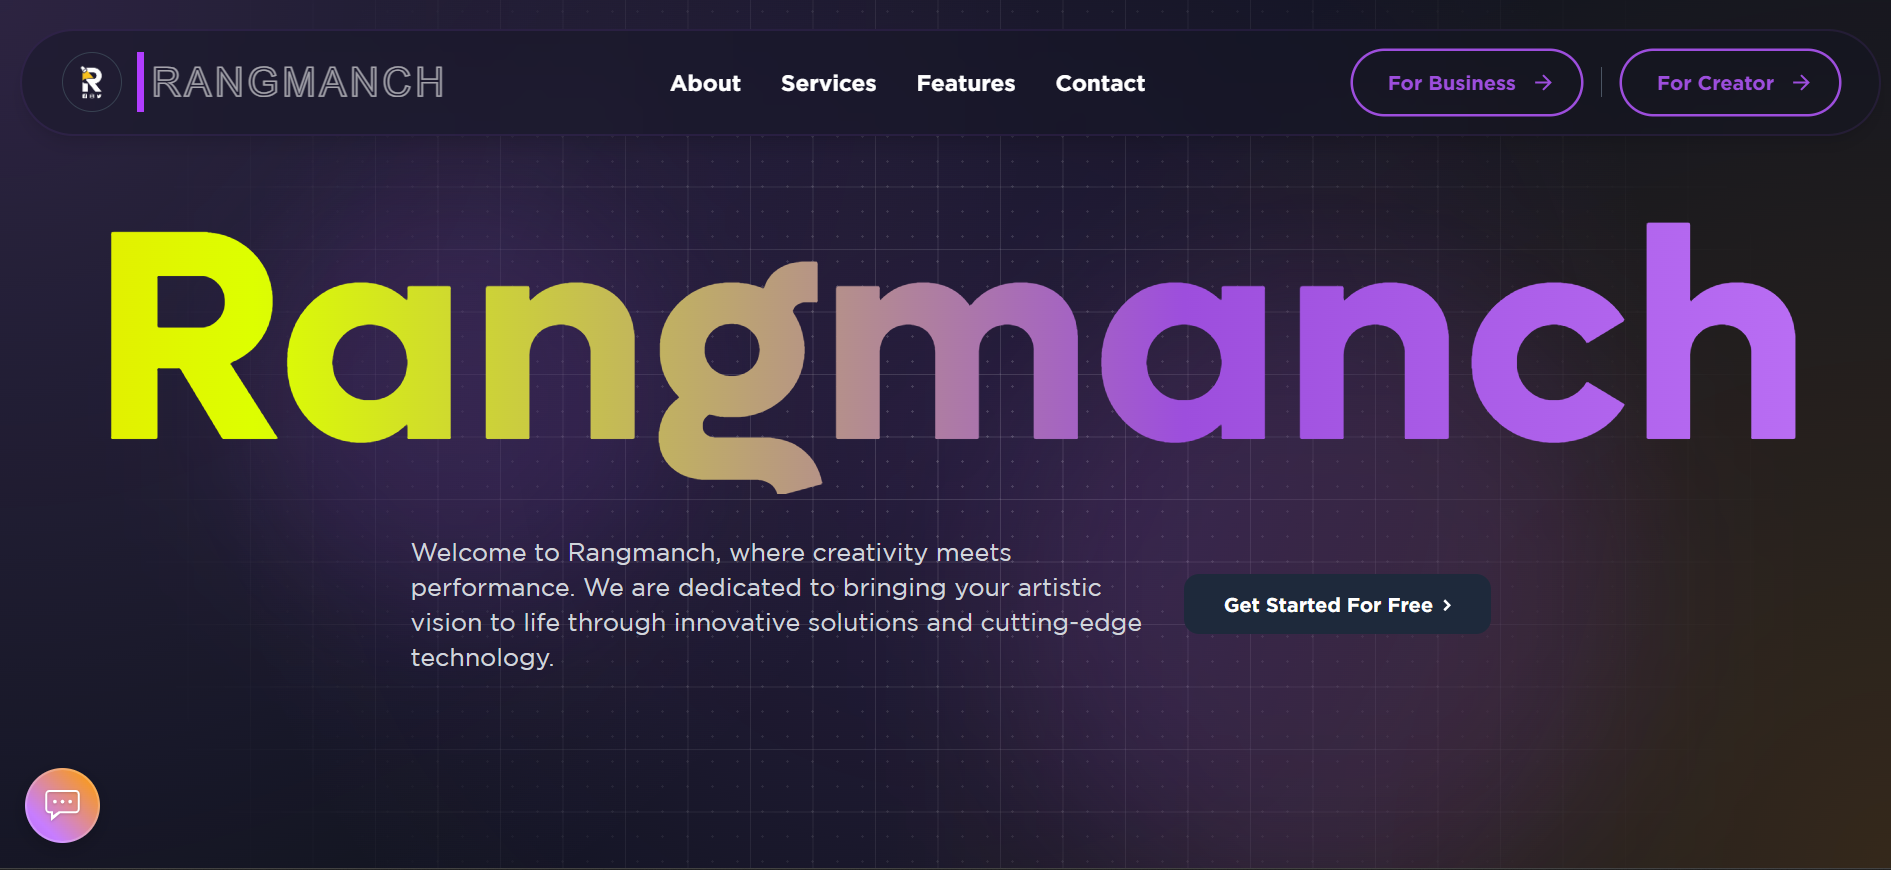 R
RANGMANCH
About
Services
Features
Contact
For Business
For Creator
Rangmanch
Welcome to Rangmanch, where creativity meets
performance. We are dedicated to bringing your artistic
vision to life through innovative solutions and cutting-edge
technology.
Get Started For Free